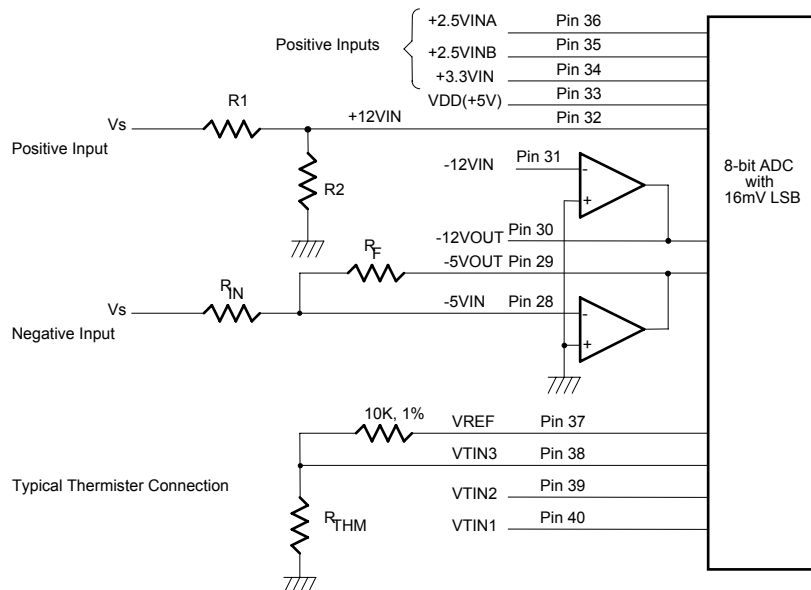 +2.5VINA Pin 36
Positive Inputs
+2.5VINB Pin 35
+3.3VIN Pin 34
VDD(+5V) Pin 33
R1
Vs +12VIN Pin 32
Positive Input
R2
-12VIN Pin 31
-
+
8-bit ADC
with
16mV LSB
-12VOUT Pin 30
RF
-5VOUT Pin 29
RIN
Vs -5VIN Pin 28
-
+
Negative Input
10K, 1% VREF Pin 37
VTIN3 Pin 38
Typical Thermister Connection
VTIN2 Pin 39
RTHM
VTIN1 Pin 40